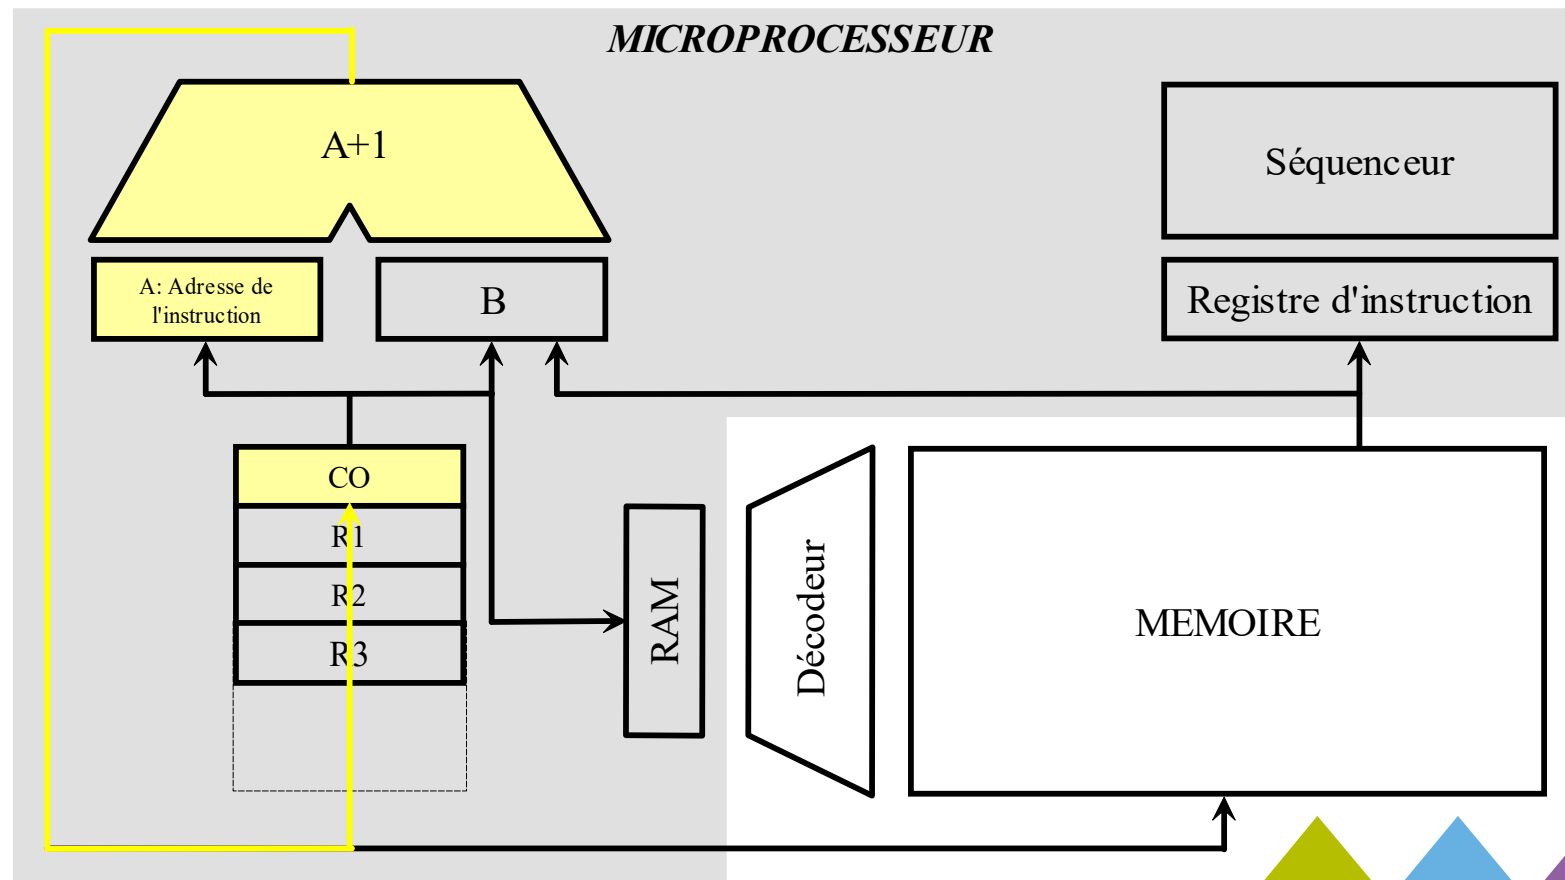 MICROPROCESSEUR
A+1
Séquenceur
A: Adresse de
l'instruction
B
Registre d'instruction
CO
R1
R2
R3
RAM
Décodeur
MEMOIRE